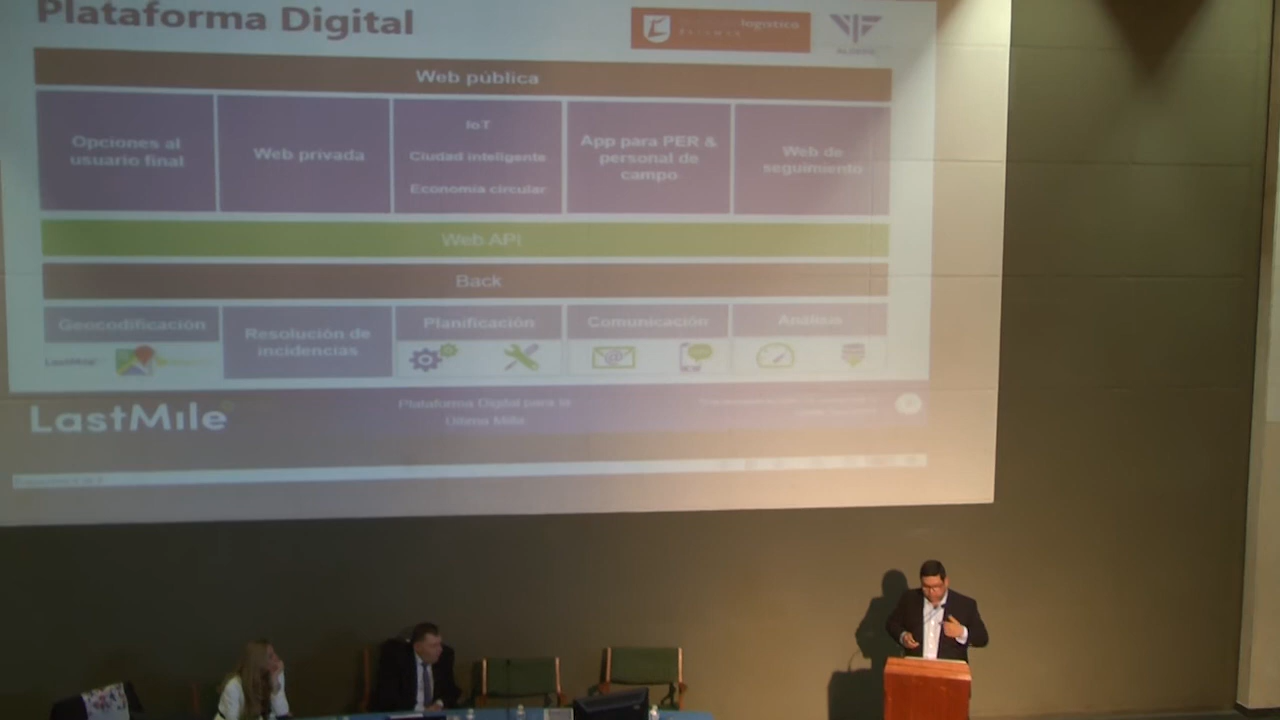 Plataforma Digital
logístico
Web pública
Opciones al
usuario final
Web privada
IoT
Ciudad inteligente
Economía circular
App para PER &
personal de
campo
Web de
seguimiento
Web API
Back
Geocodificación
Resolución de
incidencias
Planificación
Comunicación
Análisis
LastMile
LastMile
Plataforma Digital para la
Última Milla